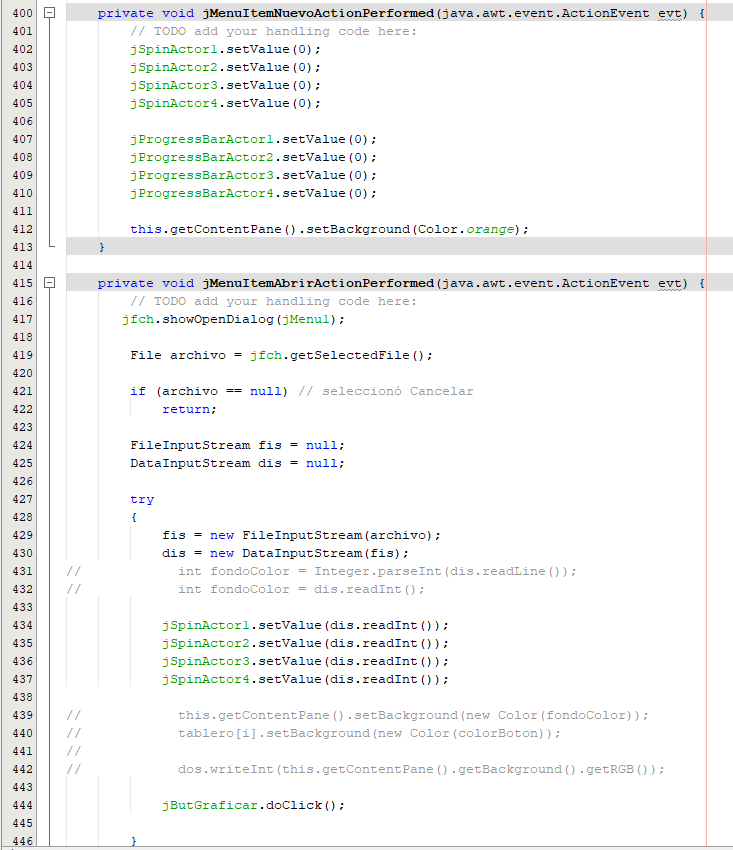 400 private void jMenuItemNuevoActionPerformed(java.awt.event.ActionEvent evt) {
401 // TODO add your handling code here:
402 jSpinActor1.setValue(0);
403 jSpinActor2.setValue(0);
404 jSpinActor3.setValue(0);
405 jSpinActor4.setValue(0);
406
407 jProgressBarActor1.setValue(0);
408 jProgressBarActor2.setValue(0);
409 jProgressBarActor3.setValue(0);
410 jProgressBarActor4.setValue(0);
411
412 this.getContentPane().setBackground(Color.orange);
413 }
414
415 private void jMenuItemAbrirActionPerformed(java.awt.event.ActionEvent evt) {
416 // TODO add your handling code here:
417 jfch.showOpenDialog(jMenu1);
418
419 File archivo = jfch.getSelectedFile();
420
421 if (archivo == null) // seleccionó Cancelar
422 return;
423
424 FileInputStream fis = null;
425 DataInputStream dis = null;
426
427 try
428 {
429 fis = new FileInputStream(archivo);
430 dis = new DataInputStream(fis);
431 // int fondoColor = Integer.parseInt(dis.readLine());
432 // int fondoColor = dis.readInt();
433
434 jSpinActor1.setValue(dis.readInt());
435 jSpinActor2.setValue(dis.readInt());
436 jSpinActor3.setValue(dis.readInt());
437 jSpinActor4.setValue(dis.readInt());
438
439 // this.getContentPane().setBackground(new Color(fondoColor));
440 // tablero[i].setBackground(new Color(colorBoton));
441 //
442 // dos.writeInt(this.getContentPane().getBackground().getRGB());
443
444 jButGraficar.doClick();
445
446 }